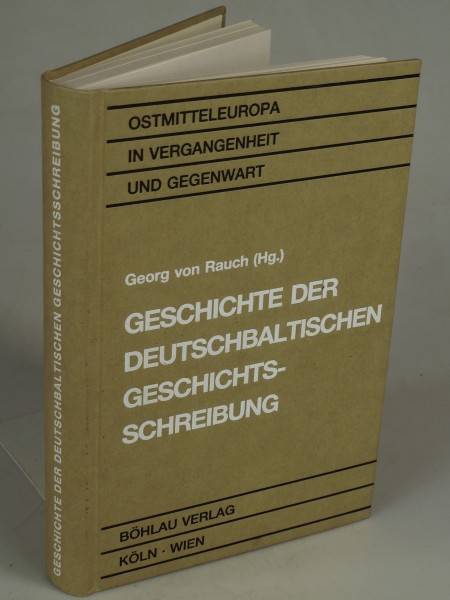 OSTMITTELEUROPA
IN VERGANGENHEIT
UND GEGENWART
Georg von Rauch (Hg.)
GESCHICHTE DER
DEUTSCHBALTISCHEN
GESCHICHTS-
SCHREIBUNG
BÖHLAU VERLAG
KÖLN · WIEN
GESCHICHTE DER DEUTSCHBALTISCHEN GESCHICHTSSCHREIBUNG